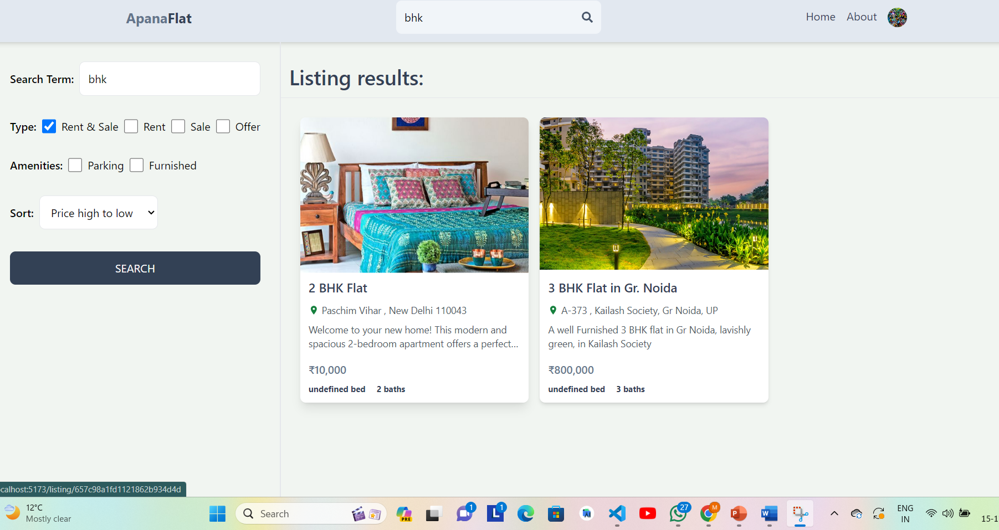 ApanaFlat
bhk
Home About
Search Term: bhk
Type: Rent & Sale Rent Sale Offer
Amenities: Parking Furnished
Sort: Price high to low
SEARCH
Listing results:
2 BHK Flat
Paschim Vihar , New Delhi 110043
Welcome to your new home! This modern and
spacious 2-bedroom apartment offers a perfect...
₹10,000
undefined bed 2 baths
3 BHK Flat in Gr. Noida
A-373 , Kailash Society, Gr Noida, UP
A well Furnished 3 BHK flat in Gr Noida, lavishly
green, in Kailash Society
₹800,000
undefined bed 3 baths
calhost:5173/listing/657c98a1fd1121862b934d4d
12°C
Mostly clear
Search
PRE
1
L
1
27
M
P
W
ENG
IN
15-1